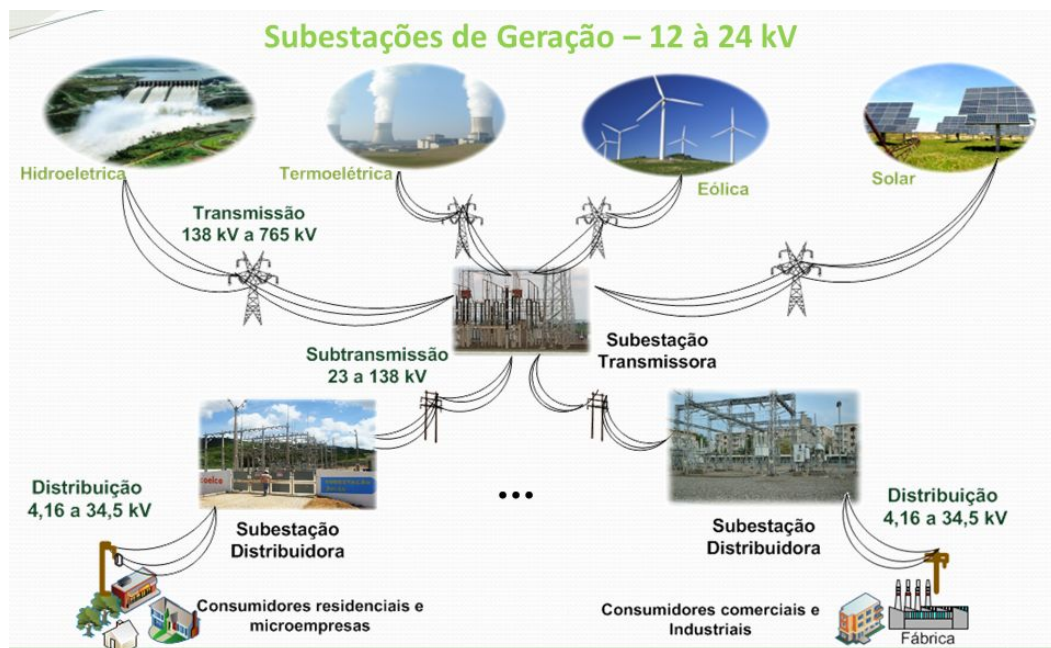 Subestações de Geração – 12 à 24 kV
Hidroeletrica
Termoelétrica
Eólica
Solar
Transmissão
138 kV a 765 kV
Subestação
Transmissora
Subtransmissão
23 a 138 kV
Distribuição
4,16 a 34,5 kV
Subestação
Distribuidora
...
Subestação
Distribuidora
Distribuição
4,16 a 34,5 kV
Consumidores residenciais e
microempresas
Consumidores comerciais e
Industriais
Fábrica